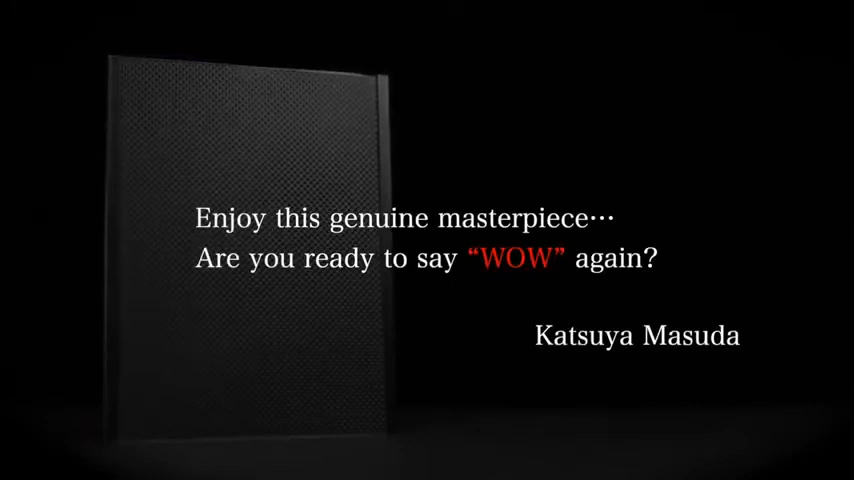 Enjoy this genuine masterpiece…
Are you ready to say “WOW” again?
Katsuya Masuda